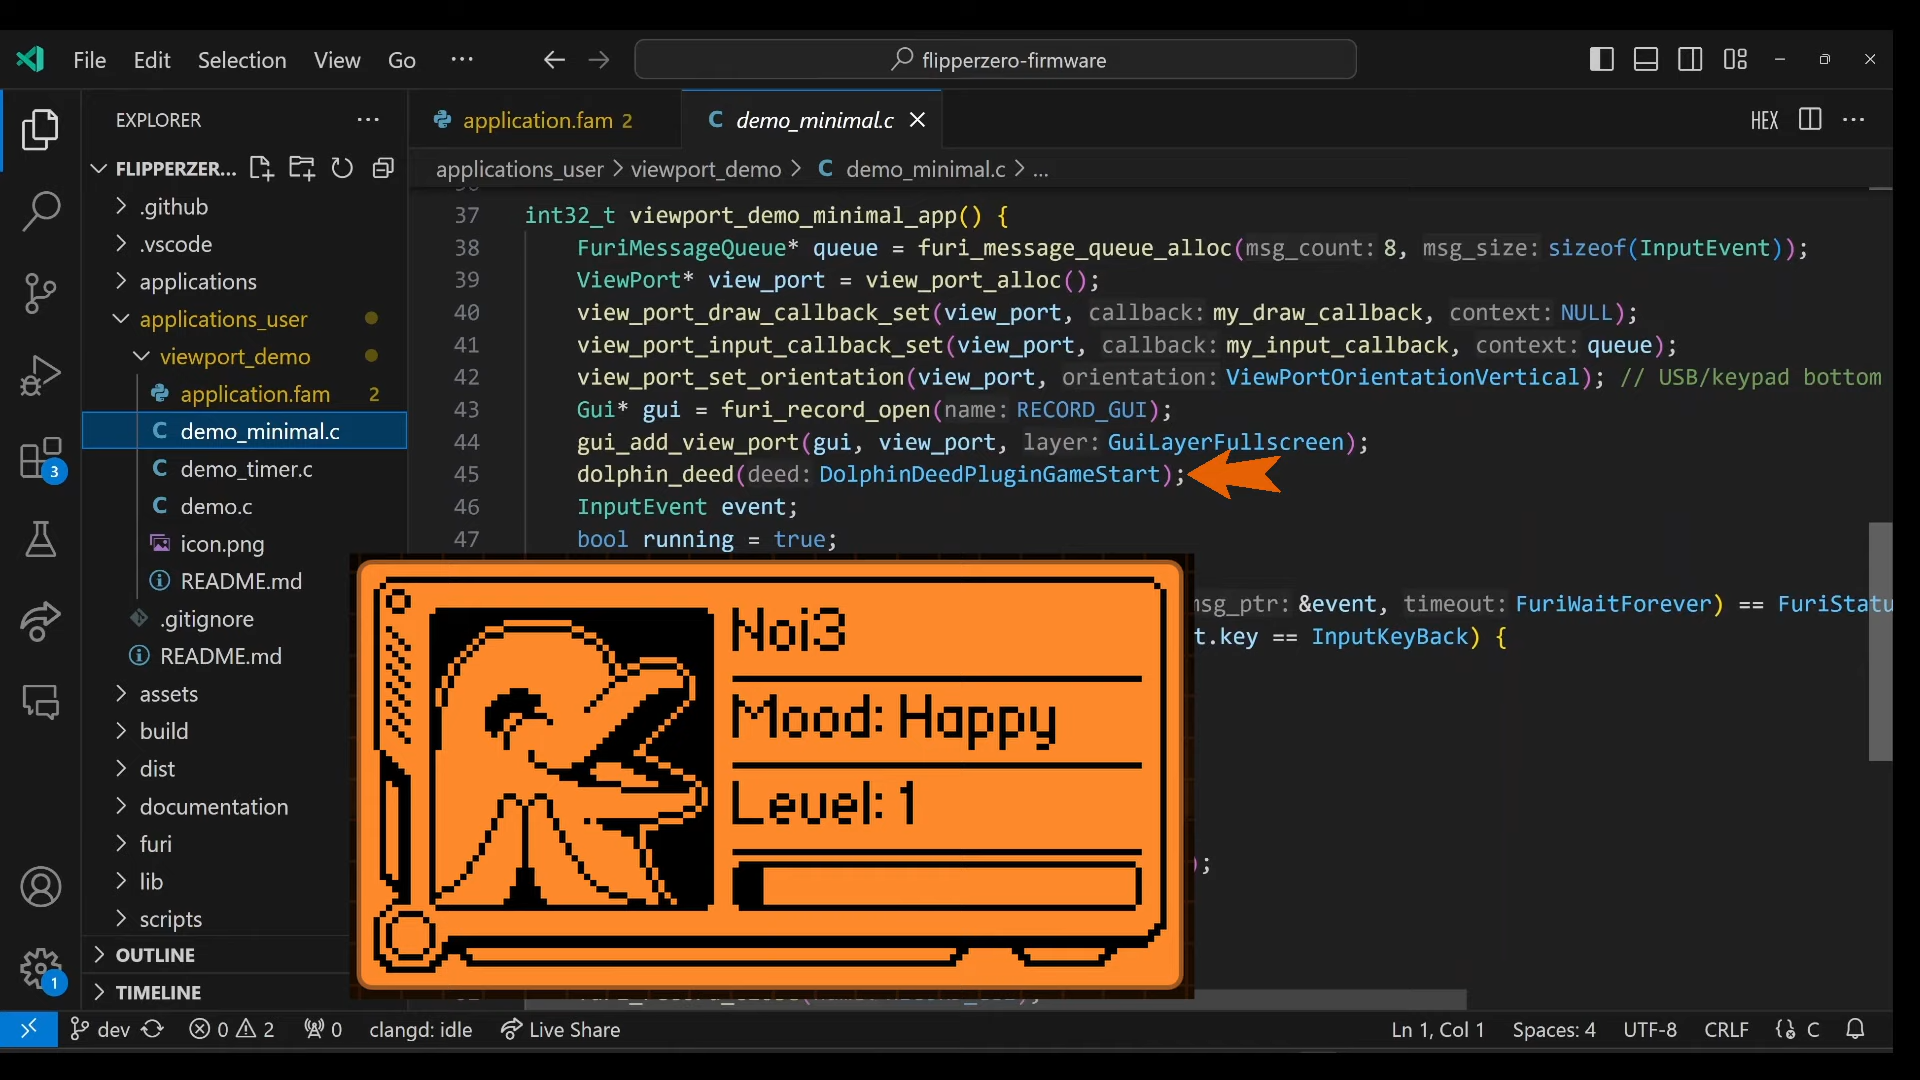 File Edit Selection View Go ···
flipperzero-firmware
EXPLORER
application.fam 2
demo_minimal.c
HEX
FLIPPERZER...
applications_user > viewport_demo > C demo_minimal.c > ...
.github
.vscode
applications
applications_user
viewport_demo
application.fam 2
C demo_minimal.c
C demo_timer.c
C demo.c
icon.png
README.md
.gitignore
README.md
assets
build
dist
documentation
furi
lib
scripts
OUTLINE
TIMELINE
3
1
37 int32_t viewport_demo_minimal_app() {
38 FuriMessageQueue* queue = furi_message_queue_alloc(msg_count: 8, msg_size: sizeof(InputEvent));
39 ViewPort* view_port = view_port_alloc();
40 view_port_draw_callback_set(view_port, callback: my_draw_callback, context: NULL);
41 view_port_input_callback_set(view_port, callback: my_input_callback, context: queue);
42 view_port_set_orientation(view_port, orientation: ViewPortOrientationVertical); // USB/keypad bottom
43 Gui* gui = furi_record_open(name: RECORD_GUI);
44 gui_add_view_port(gui, view_port, layer: GuiLayerFullscreen);
45 dolphin_deed(deed: DolphinDeedPluginGameStart);
46 InputEvent event;
47 bool running = true;
msg_ptr: &event, timeout: FuriWaitForever) == FuriStatu
t.key == InputKeyBack) {
);
Noi3
Mood: Happy
Level: 1
dev 0 2 0 clangd: idle Live Share
Ln 1, Col 1 Spaces: 4 UTF-8 CRLF C